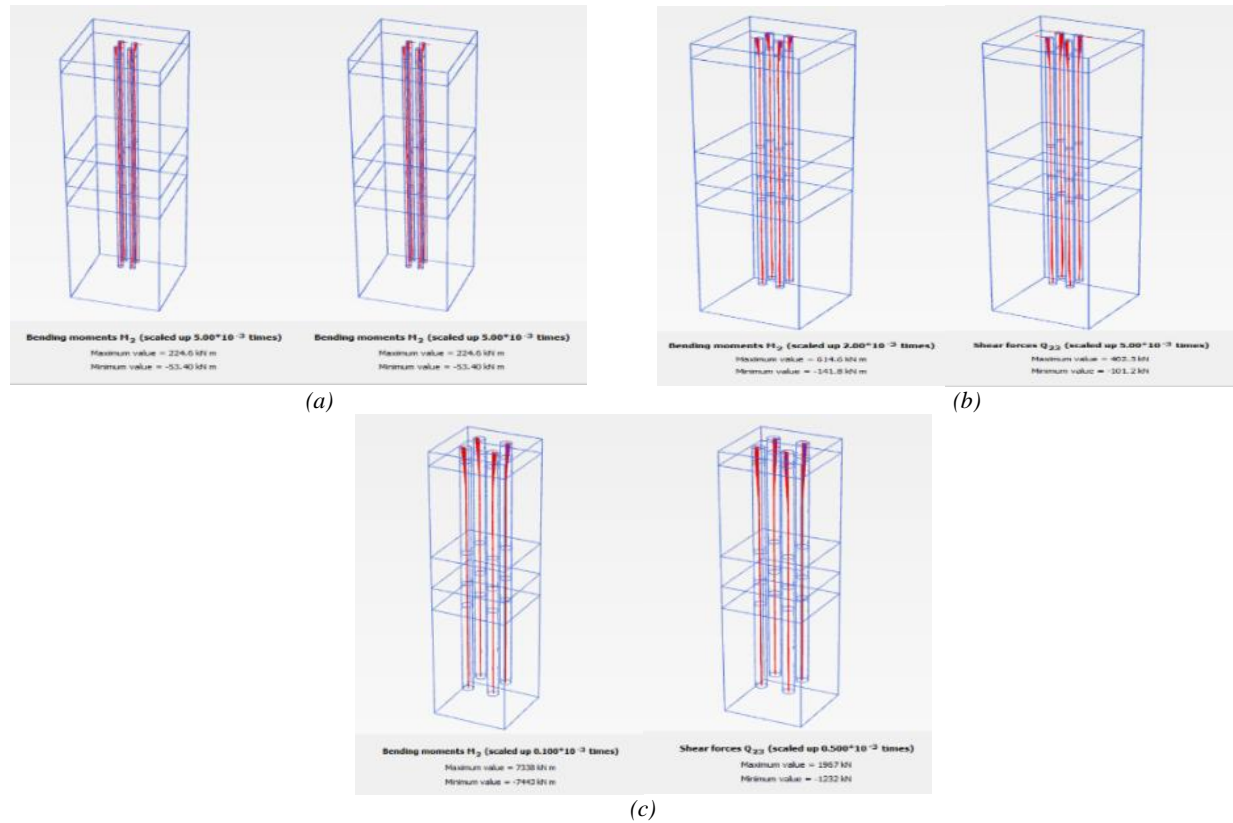 Bending moments M₂ (scaled up 5.00*10⁻³ times)
Maximum value = 224.6 kN m
Minimum value = -53.40 kN m
Bending moments M₂ (scaled up 5.00*10⁻³ times)
Maximum value = 224.6 kN m
Minimum value = -53.40 kN m
(a)
Bending moments M₂ (scaled up 2.00*10⁻³ times)
Maximum value = 614.6 kN m
Minimum value = -141.8 kN m
Shear forces Q₂₃ (scaled up 5.00*10⁻³ times)
Maximum value = 402.3 kN
Minimum value = -101.2 kN
(b)
Bending moments M₂ (scaled up 0.100*10⁻³ times)
Maximum value = 7338 kN m
Minimum value = -7442 kN m
Shear forces Q₂₃ (scaled up 0.500*10⁻³ times)
Maximum value = 1967 kN
Minimum value = -1232 kN
(c)